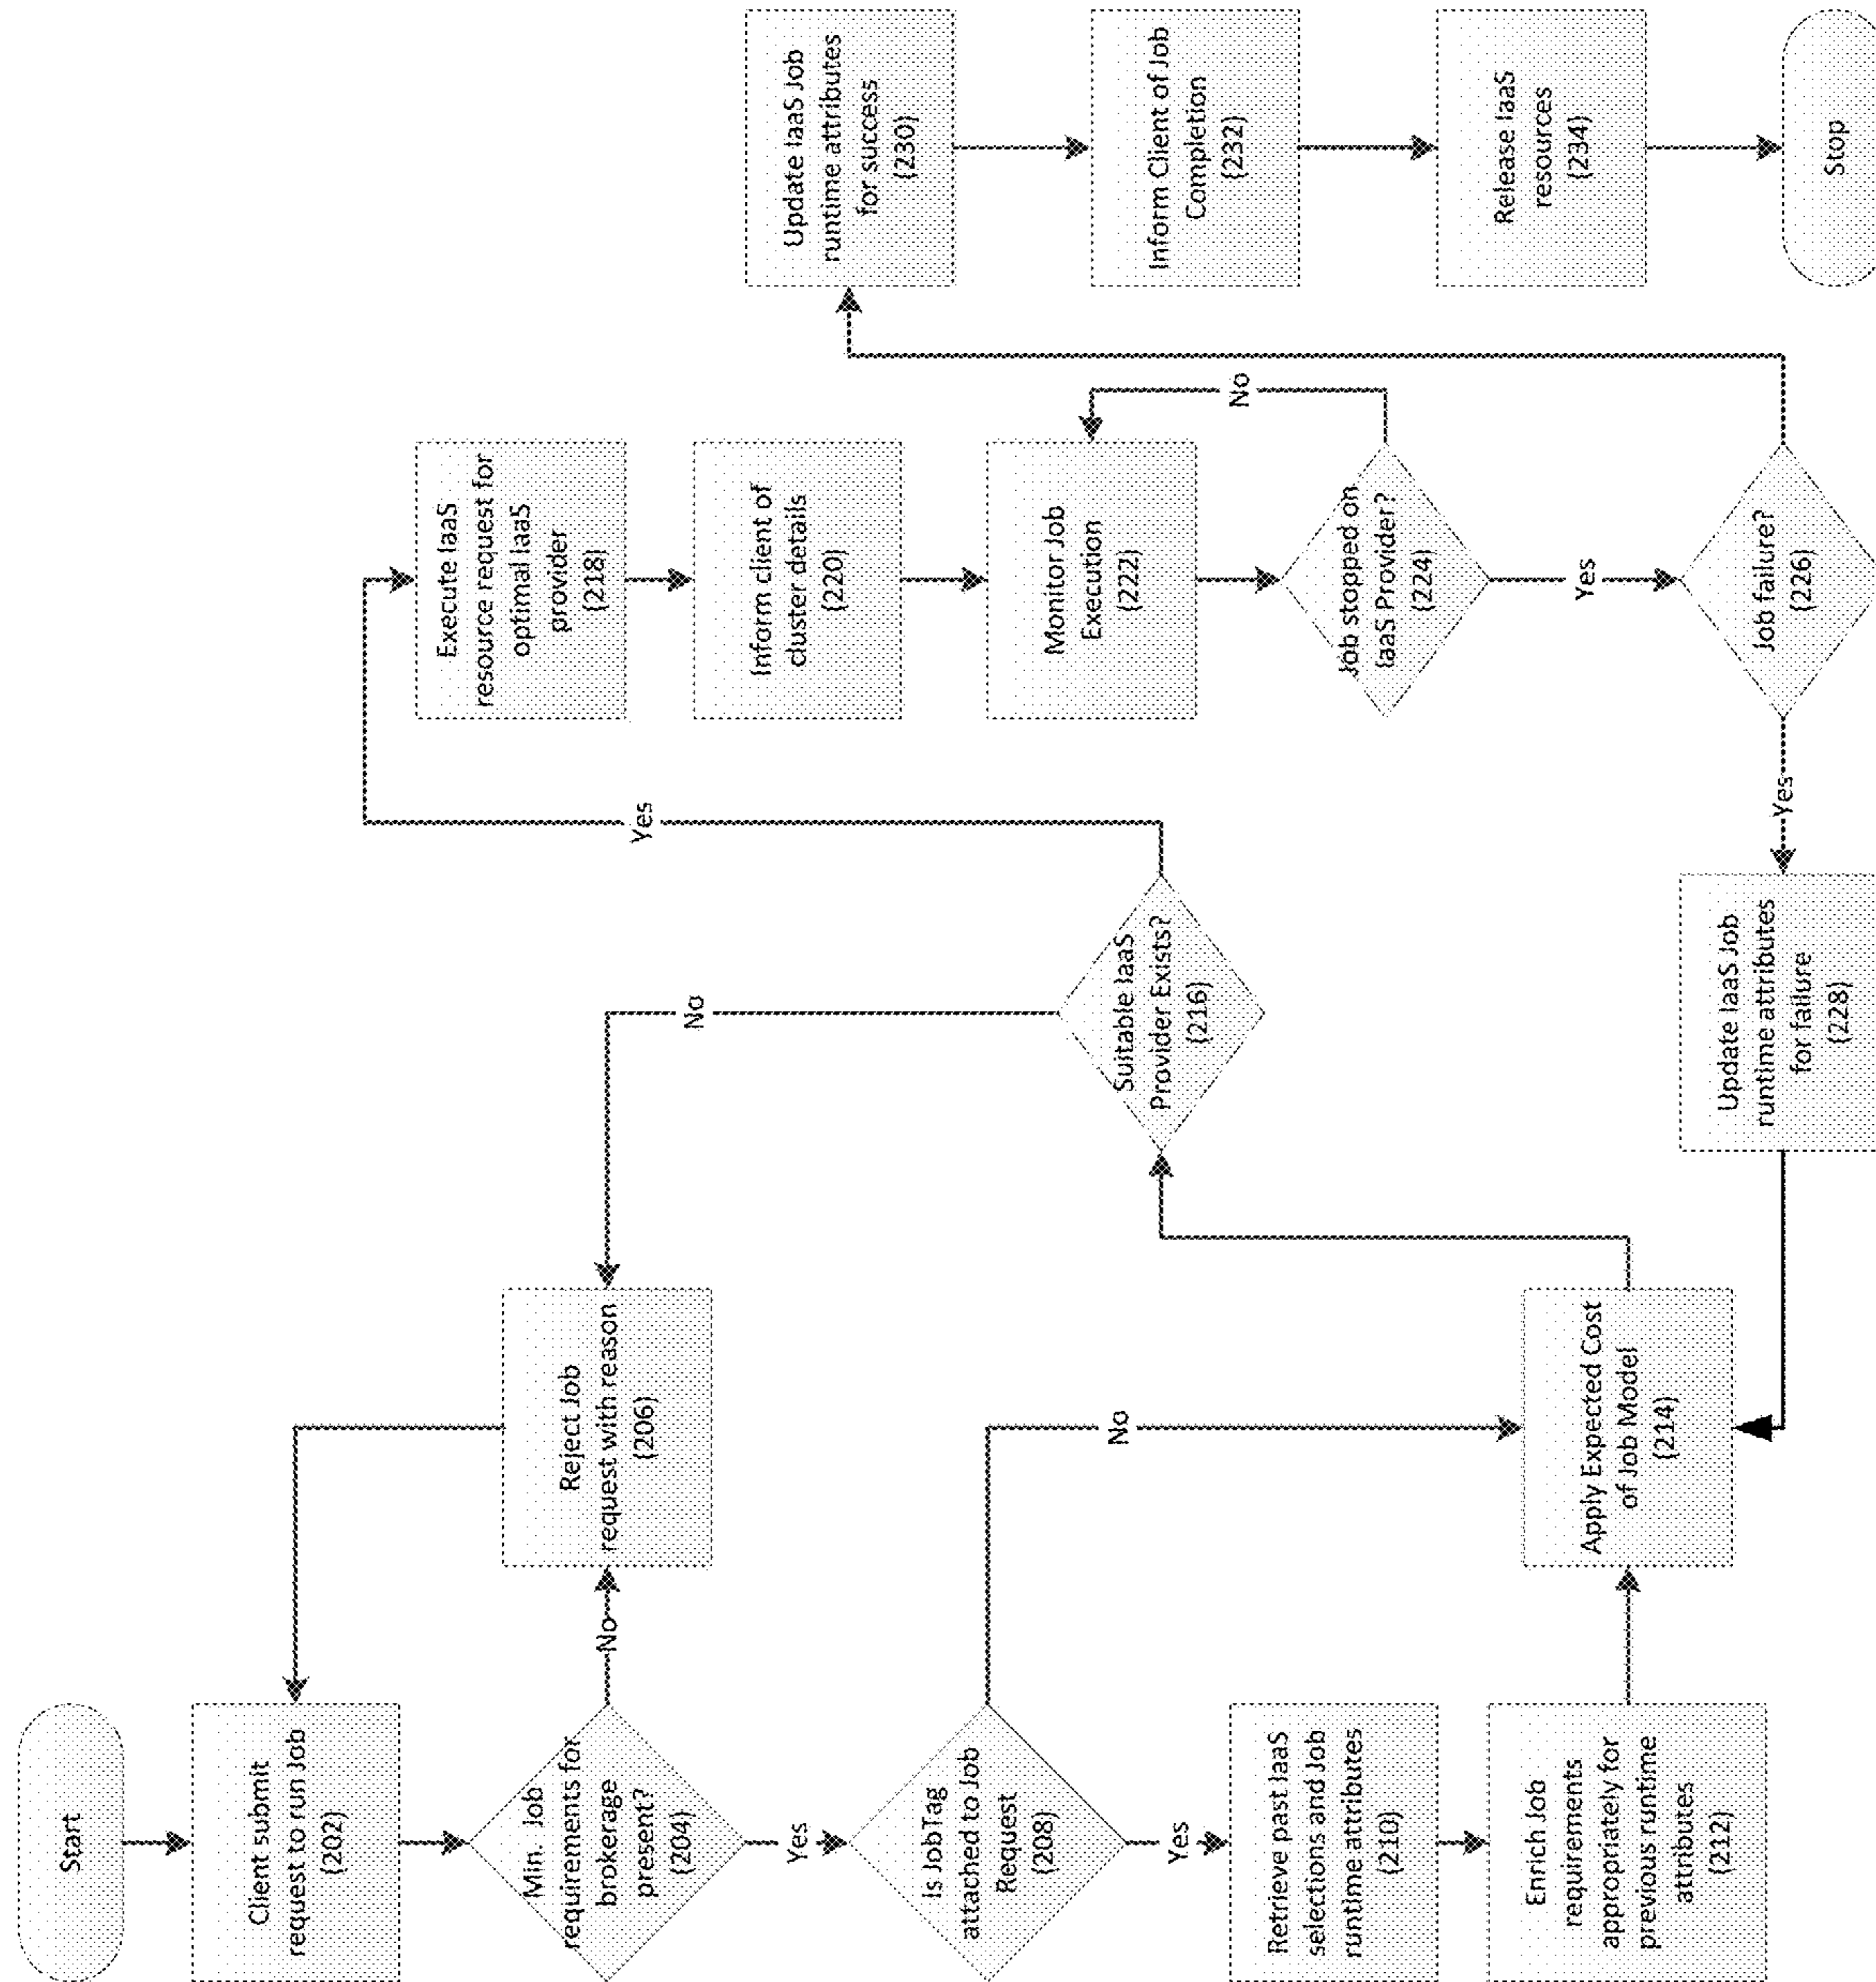 Start
Client submit
request to run Job
(202)
Min. Job
requirements for
brokerage
present?
(204)
No
Yes
Reject Job
request with reason
(206)
Is JobTag
attached to Job
Request
(208)
No
Yes
Retrieve past IaaS
selections and Job
runtime attributes
(210)
Enrich Job
requirements
appropriately for
previous runtime
attributes
(212)
Apply Expected Cost
of Job Model
(214)
Suitable IaaS
Provider Exists?
(216)
No
Yes
Execute IaaS
resource request for
optimal IaaS
provider
(218)
Inform client of
cluster details
(220)
Monitor Job
Execution
(222)
Job stopped on
IaaS Provider?
(224)
No
Yes
Job failure?
(226)
Yes
Update IaaS Job
runtime attributes
for failure
(228)
Update IaaS Job
runtime attributes
for success
(230)
Inform Client of Job
Completion
(232)
Release IaaS
resources
(234)
Stop